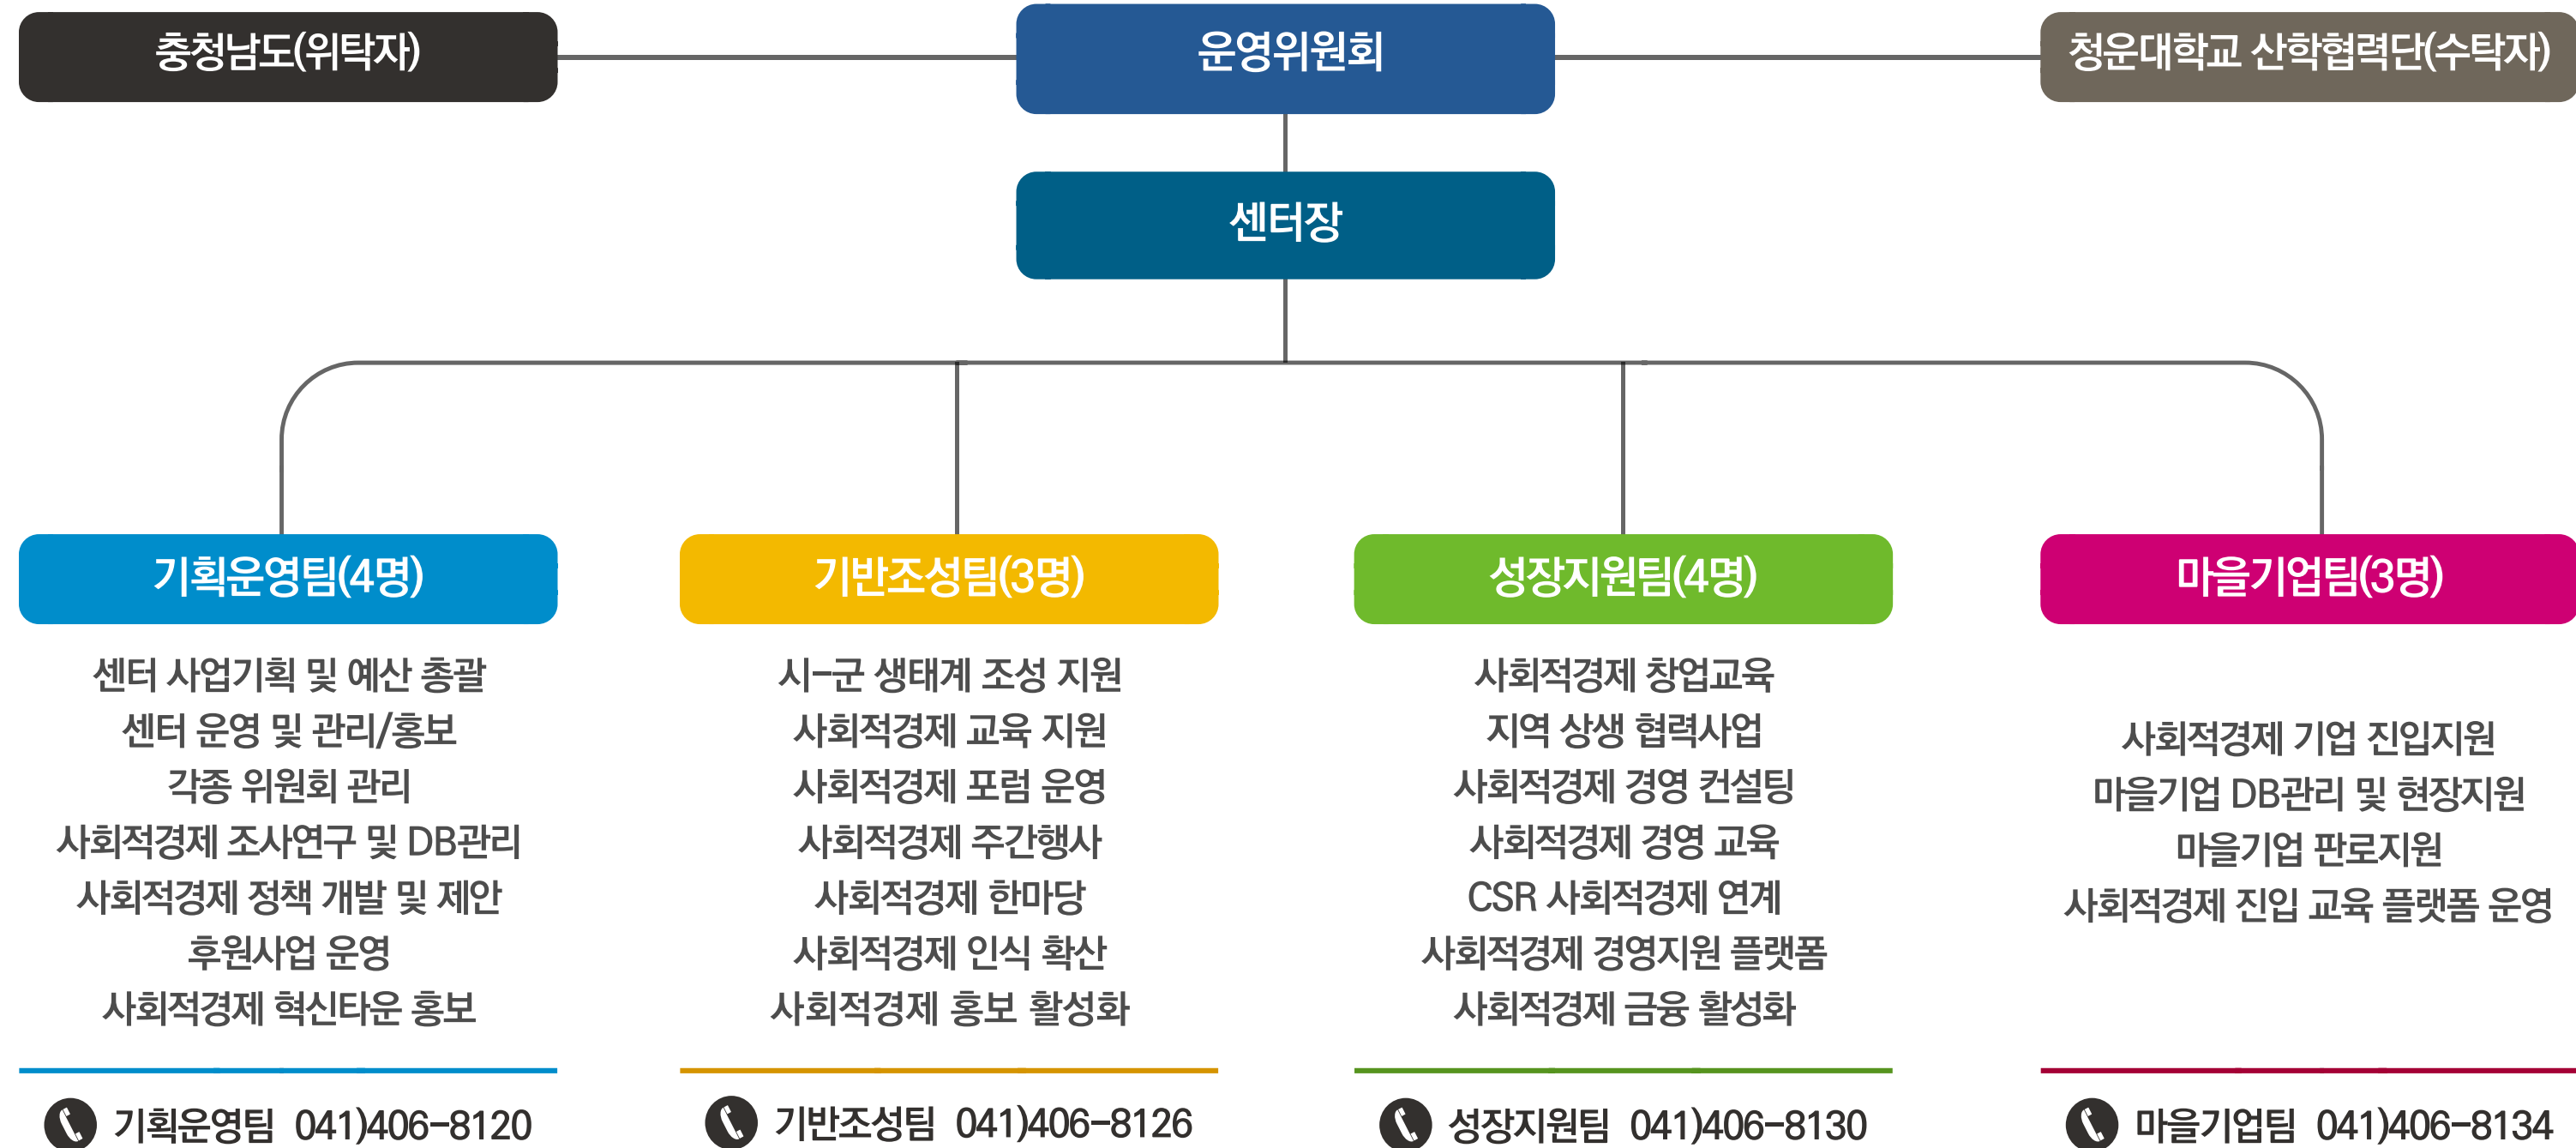 충청남도(위탁자)
운영위원회
청운대학교 산학협력단(수탁자)
센터장
기획운영팀(4명)
센터 사업기획 및 예산 총괄
센터 운영 및 관리/홍보
각종 위원회 관리
사회적경제 조사연구 및 DB관리
사회적경제 정책 개발 및 제안
후원사업 운영
사회적경제 혁신타운 홍보
기획운영팀 041)406-8120
기반조성팀(3명)
시-군 생태계 조성 지원
사회적경제 교육 지원
사회적경제 포럼 운영
사회적경제 주간행사
사회적경제 한마당
사회적경제 인식 확산
사회적경제 홍보 활성화
기반조성팀 041)406-8126
성장지원팀(4명)
사회적경제 창업교육
지역 상생 협력사업
사회적경제 경영 컨설팅
사회적경제 경영 교육
CSR 사회적경제 연계
사회적경제 경영지원 플랫폼
사회적경제 금융 활성화
성장지원팀 041)406-8130
마을기업팀(3명)
사회적경제 기업 진입지원
마을기업 DB관리 및 현장지원
마을기업 판로지원
사회적경제 진입 교육 플랫폼 운영
마을기업팀 041)406-8134